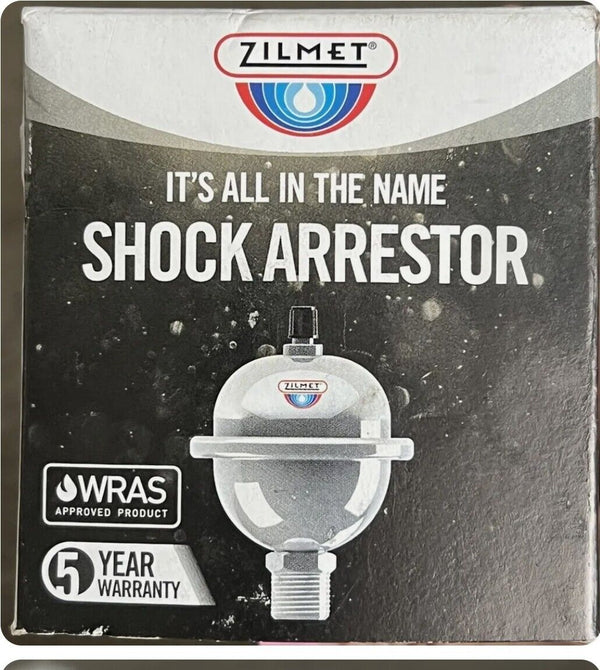 ZILMET®
IT'S ALL IN THE NAME
SHOCK ARRESTOR
ZILMET
WRAS
APPROVED PRODUCT
5 YEAR
WARRANTY